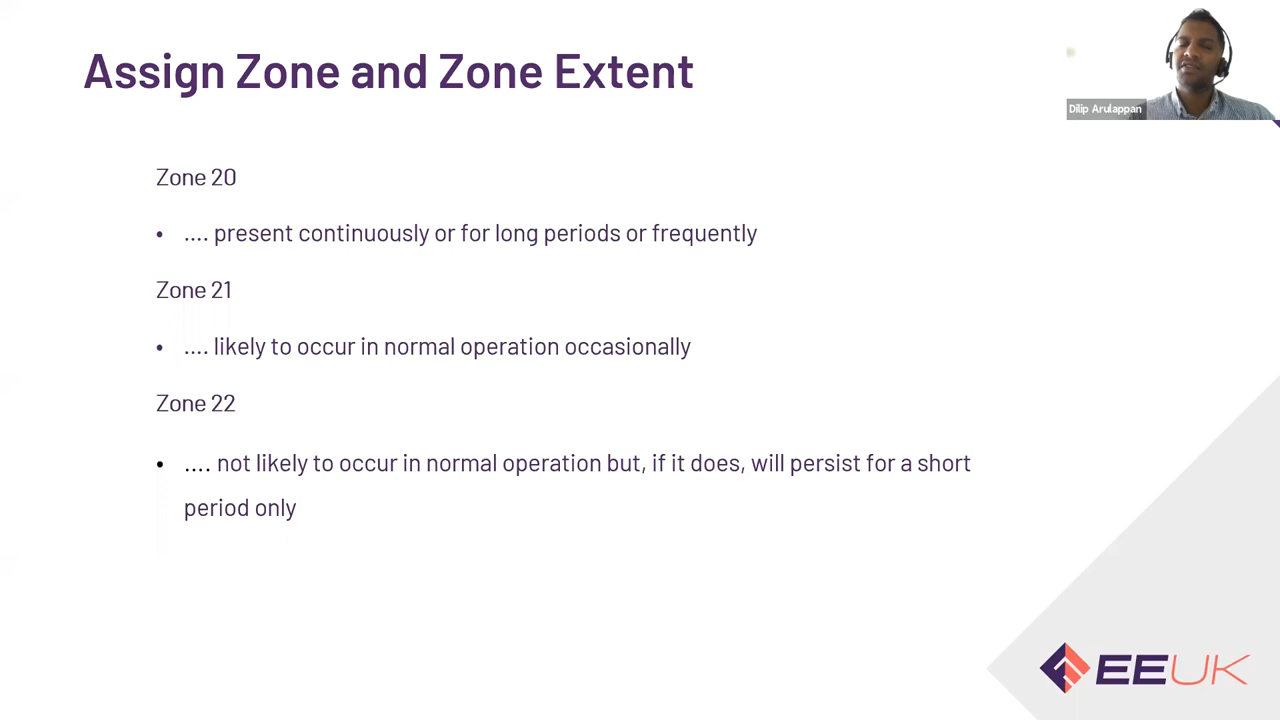 Assign Zone and Zone Extent
Dilip Arulappan
Zone 20
• .... present continuously or for long periods or frequently
Zone 21
• .... likely to occur in normal operation occasionally
Zone 22
• .... not likely to occur in normal operation but, if it does, will persist for a short
period only
EEUK